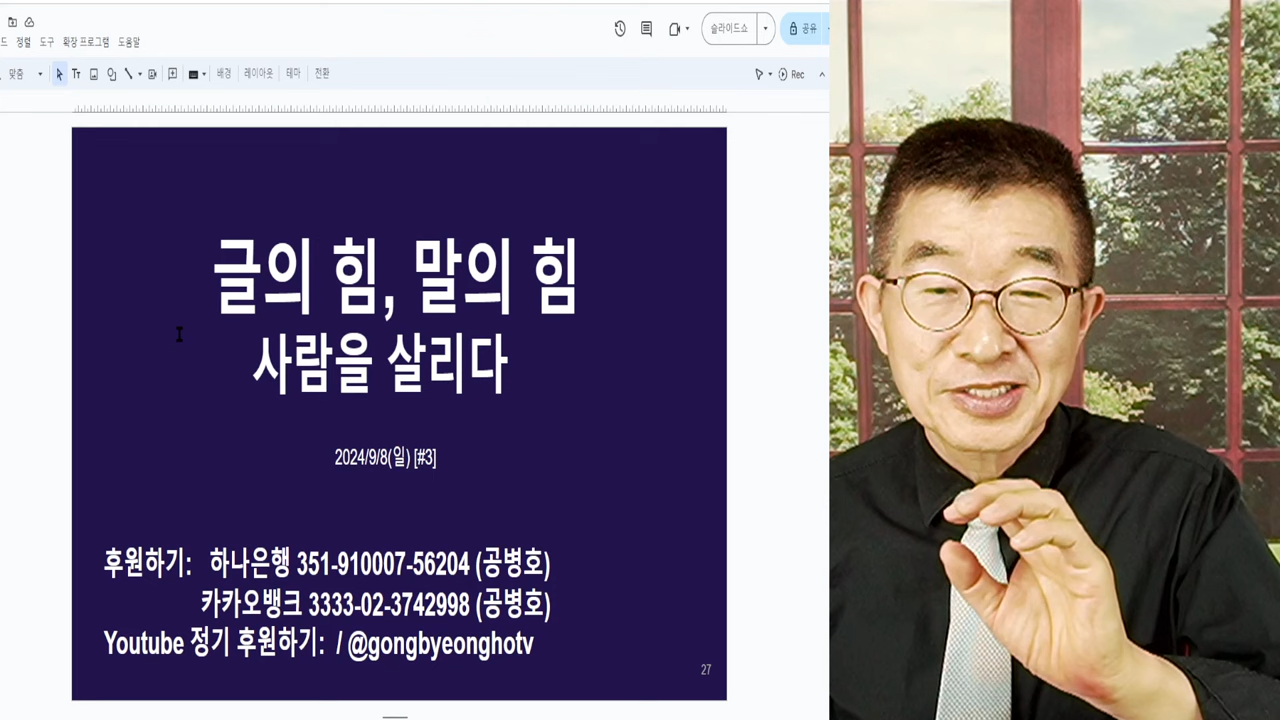 정렬 도구 확장 프로그램 도움말
슬라이드쇼
공유
맞춤
배경 레이아웃 테마 전환
Rec
글의 힘, 말의 힘
사람을 살리다
2024/9/8(일) [#3]
후원하기: 하나은행 351-910007-56204 (공병호)
카카오뱅크 3333-02-3742998 (공병호)
Youtube 정기 후원하기: / @gongbyeonghotv
27